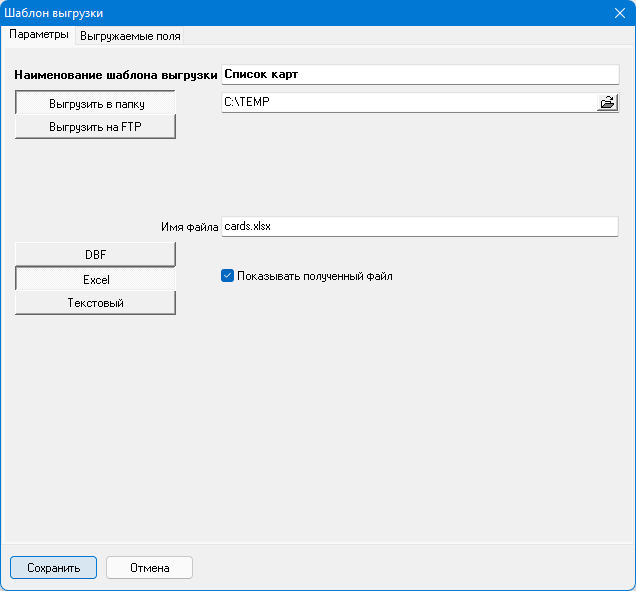 Шаблон выгрузки
Параметры
Выгружаемые поля
Наименование шаблона выгрузки
Список карт
Выгрузить в папку
C:\TEMP
Выгрузить на FTP
Имя файла
cards.xlsx
DBF
Excel
Показывать полученный файл
Текстовый
Сохранить
Отмена